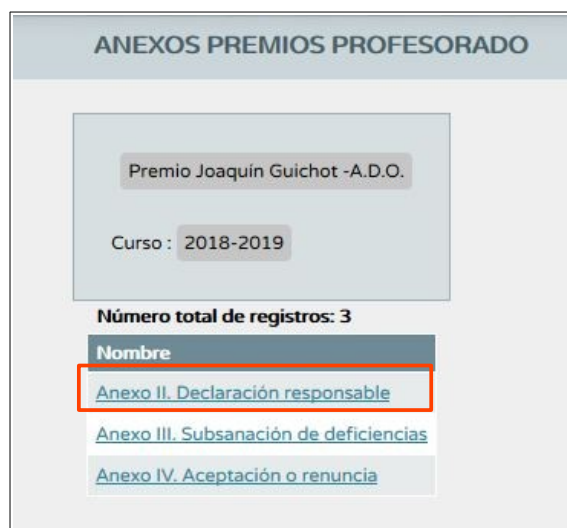 ANEXOS PREMIOS PROFESORADO
Premio Joaquín Guichot -A.D.O.
Curso : 2018-2019
Número total de registros: 3
Nombre
Anexo II. Declaración responsable
Anexo III. Subsanación de deficiencias
Anexo IV. Aceptación o renuncia